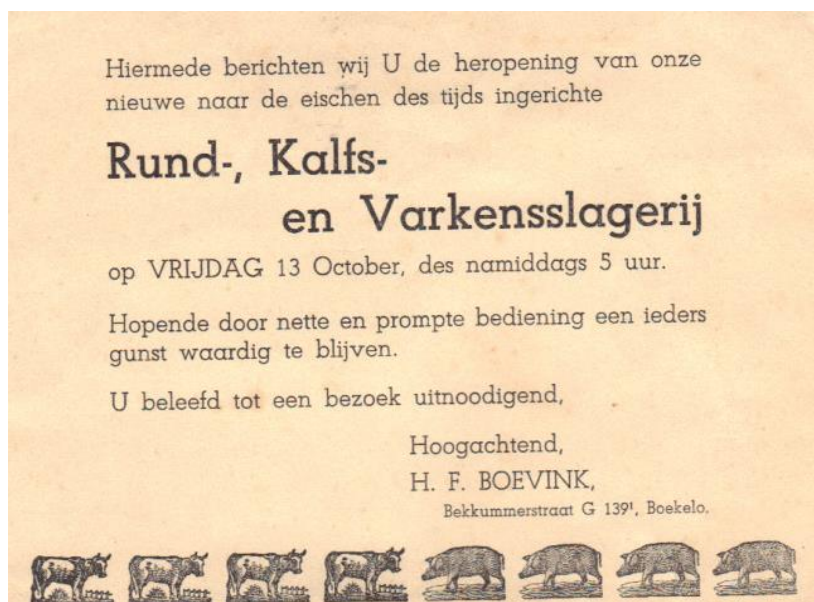 Hiermede berichten wij U de heropening van onze
nieuwe naar de eischen des tijds ingerichte
Rund-, Kalfs-
en Varkensslagerij
op VRIJDAG 13 October, des namiddags 5 uur.
Hopende door nette en prompte bediening een ieders
gunst waardig te blijven.
U beleefd tot een bezoek uitnoodigend,
Hoogachtend,
H. F. BOEVINK,
Bekkummerstraat G 139¹, Boekelo.